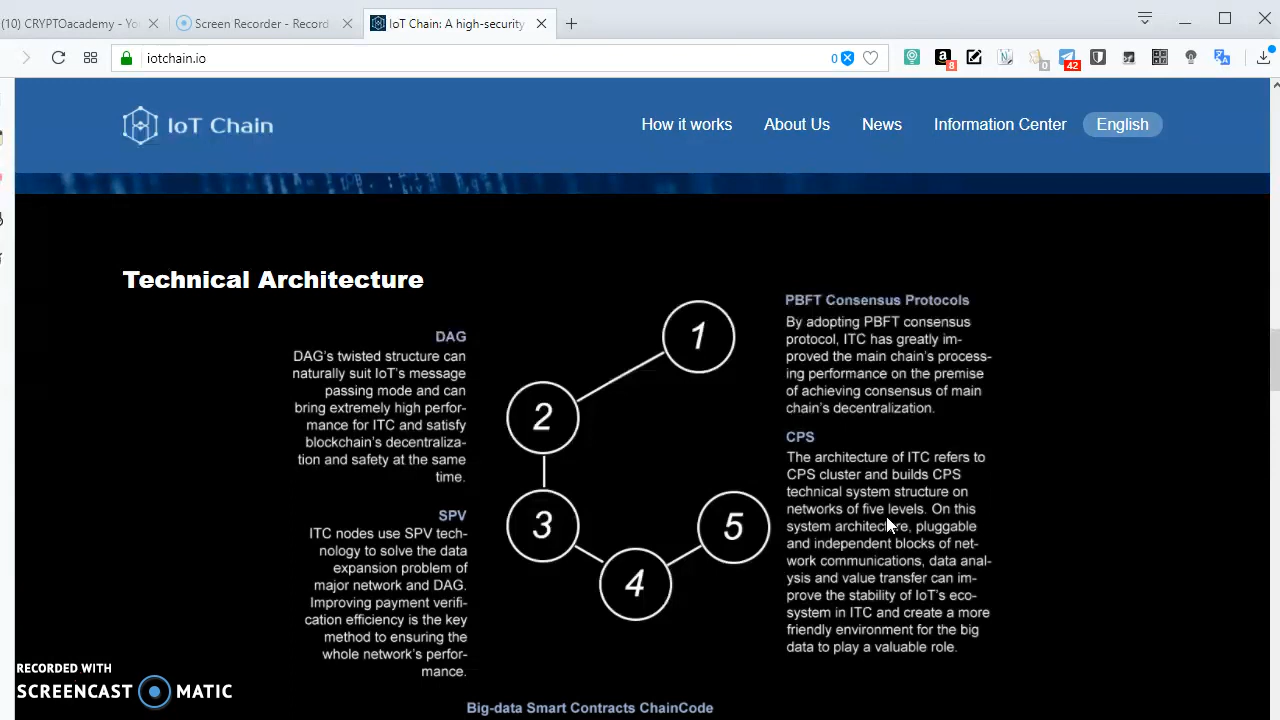 (10) CRYPTOacademy - You
Screen Recorder - Record
IoT Chain: A high-security
iotchain.io
0
8
0
42
IoT Chain
How it works
About Us
News
Information Center
English
Technical Architecture
1
2
3
4
5
PBFT Consensus Protocols
By adopting PBFT consensus
protocol, ITC has greatly im-
proved the main chain's process-
ing performance on the premise
of achieving consensus of main
chain's decentralization.
DAG
DAG's twisted structure can
naturally suit IoT's message
passing mode and can
bring extremely high perfor-
mance for ITC and satisfy
blockchain's decentraliza-
tion and safety at the same
time.
CPS
The architecture of ITC refers to
CPS cluster and builds CPS
technical system structure on
networks of five levels. On this
system architecture, pluggable
and independent blocks of net-
work communications, data anal-
ysis and value transfer can im-
prove the stability of IoT's eco-
system in ITC and create a more
friendly environment for the big
data to play a valuable role.
SPV
ITC nodes use SPV tech-
nology to solve the data
expansion problem of
major network and DAG.
Improving payment verifi-
cation efficiency is the key
method to ensuring the
whole network's perfor-
mance.
Big-data Smart Contracts ChainCode
RECORDED WITH
SCREENCAST MATIC